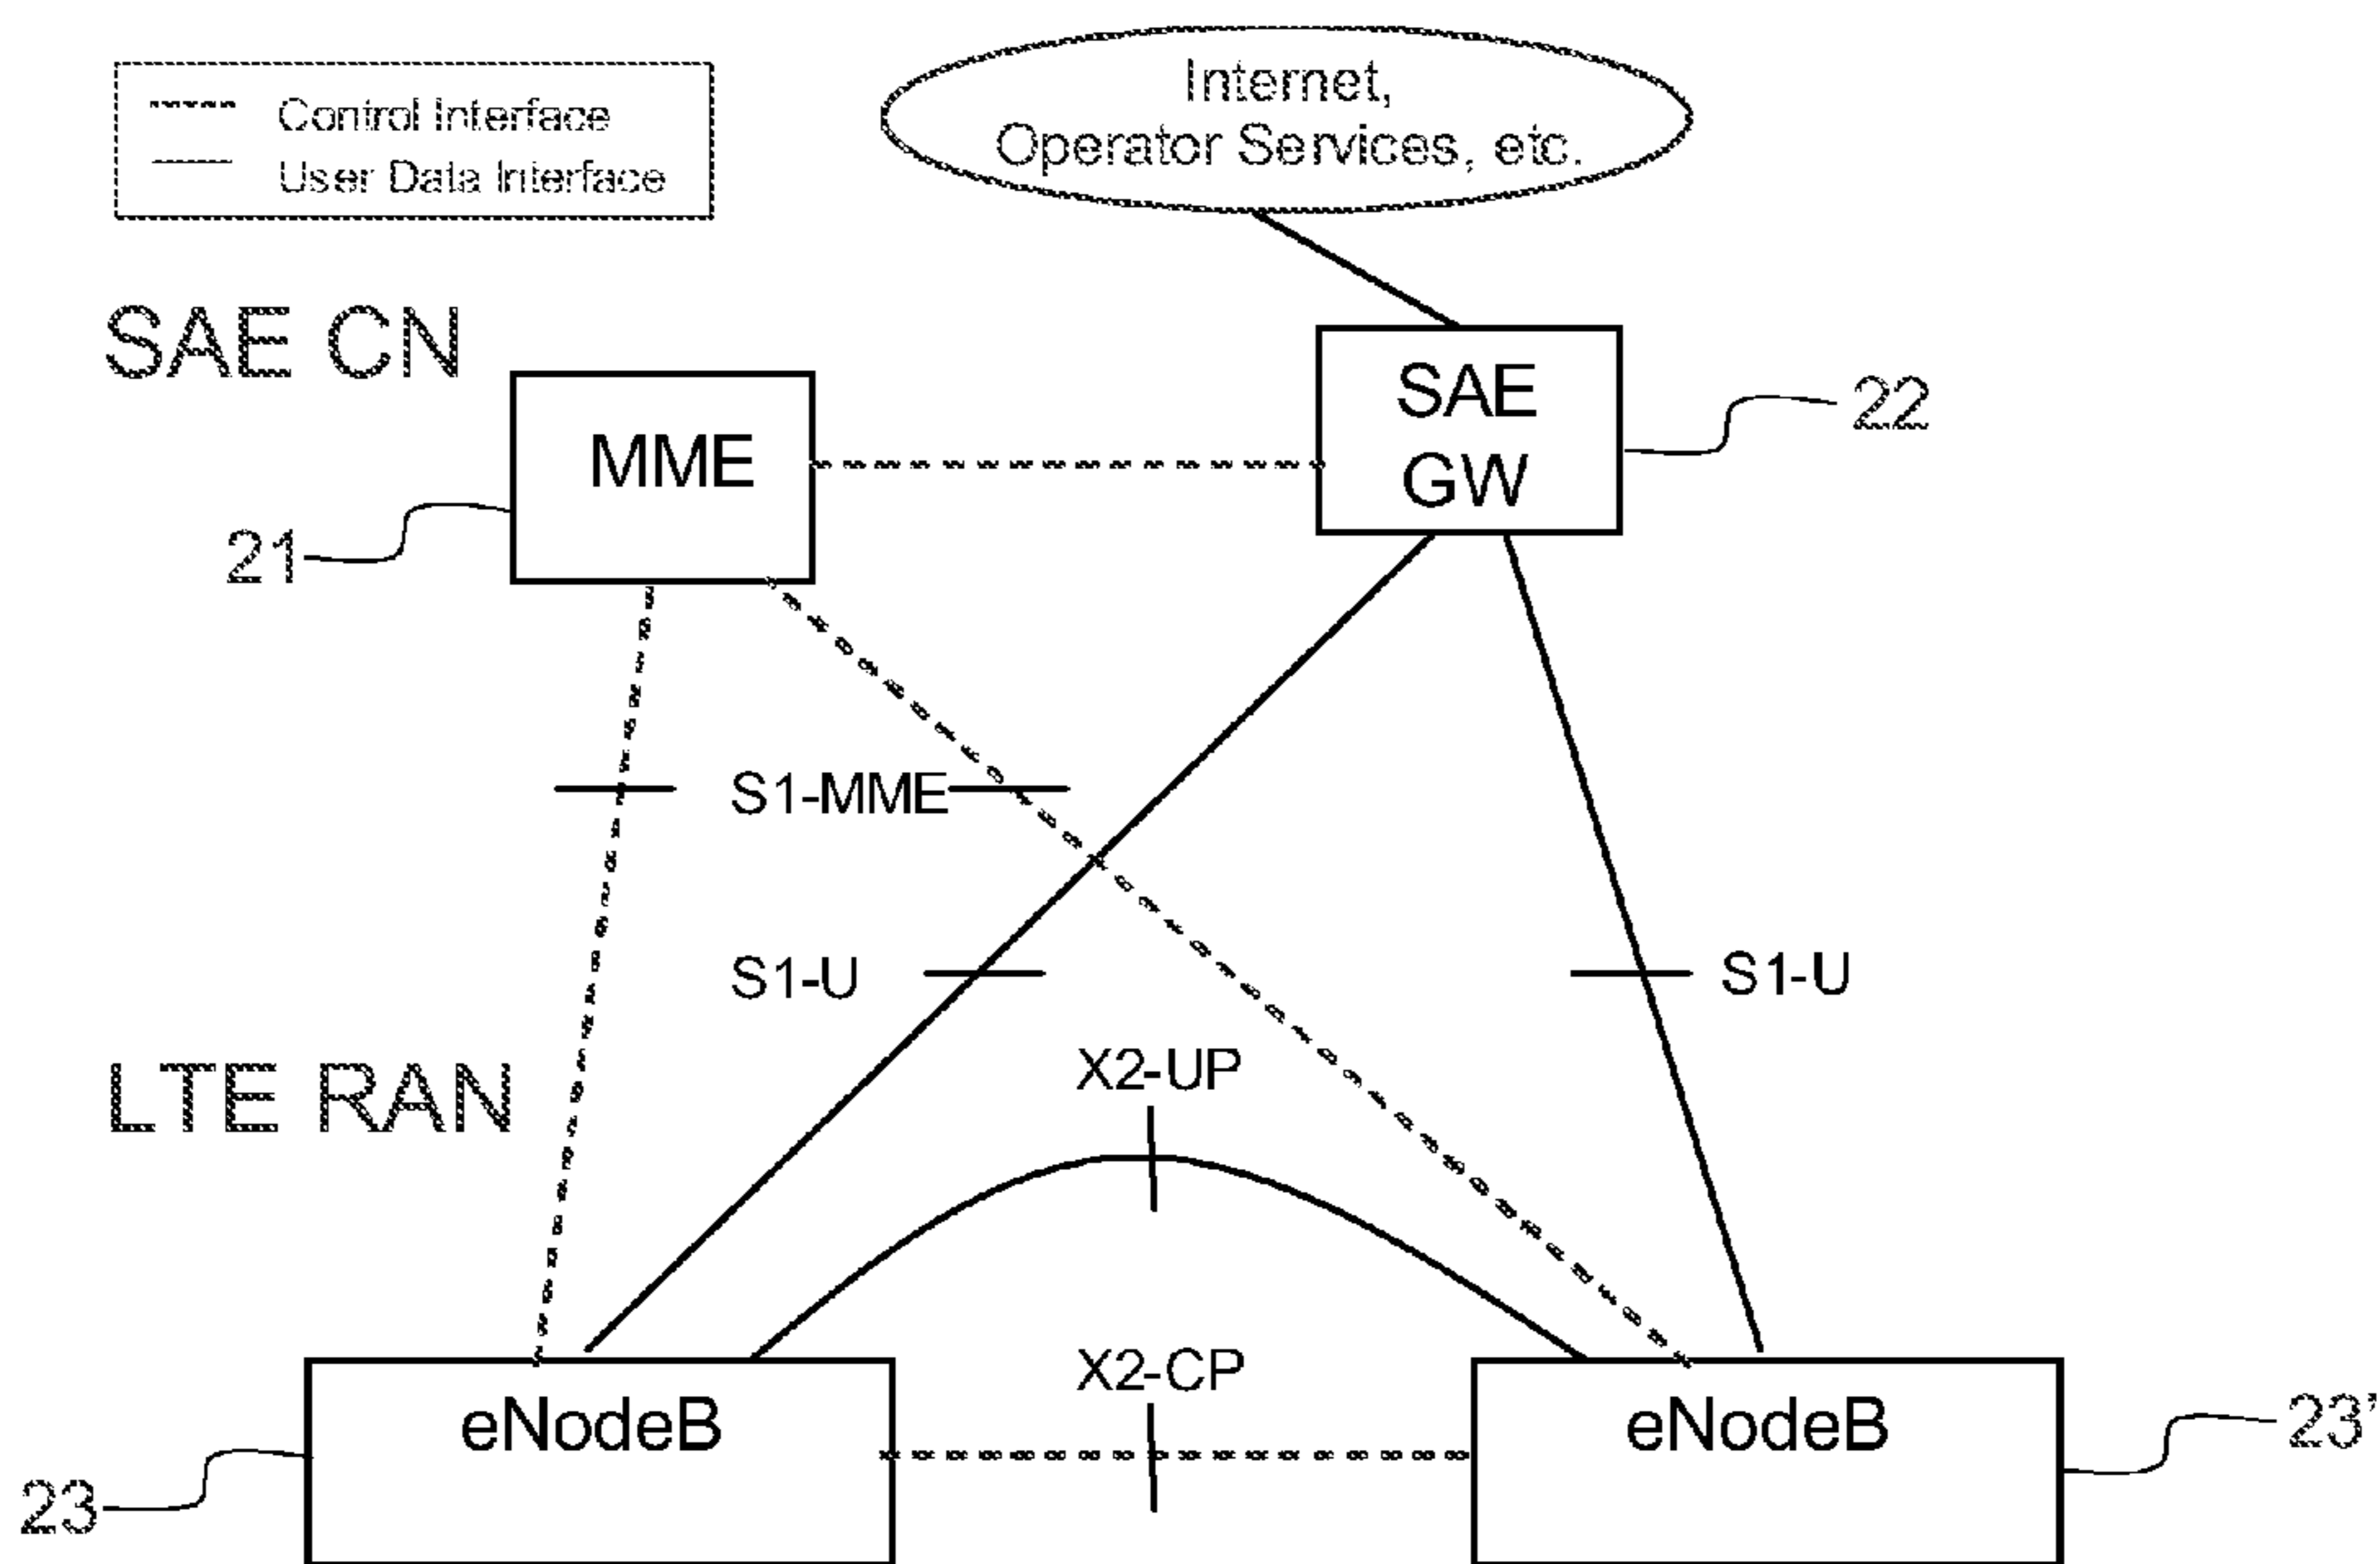 Control Interface
User Data Interface
Internet,
Operator Services, etc.
SAE CN
MME
SAE
GW
22
21
S1-MME
S1-U
S1-U
LTE RAN
X2-UP
X2-CP
eNodeB
eNodeB
23
23'